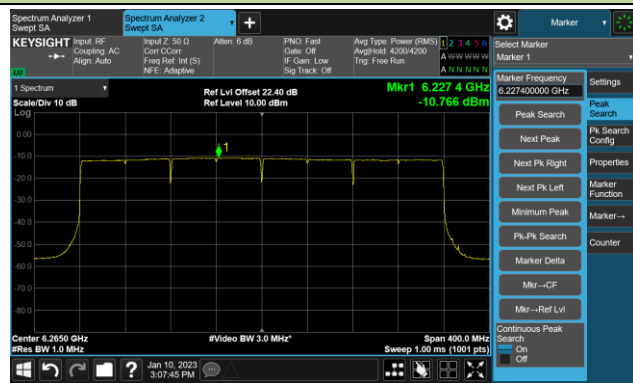 Spectrum Analyzer 1
Swept SA
Spectrum Analyzer 2
Swept SA
+
Marker
KEYSIGHT
Input: RF
Coupling: AC
Align: Auto
Input Z: 50 Ω
Corr CCorr
Freq Ref: Int (S)
NFE: Adaptive
Atten: 6 dB
PNO: Fast
Gate: Off
IF Gain: Low
Sig Track: Off
Avg Type: Power (RMS)
Avg|Hold: 4200/4200
Trig: Free Run
1 2 3 4 5 6
A W W W W W
A N N N N N
LXI
Select Marker
Marker 1
1 Spectrum
Scale/Div 10 dB
Log
Ref Lvl Offset 22.40 dB
Ref Level 10.00 dBm
Mkr1 6.227 4 GHz
-10.766 dBm
0.00
-10.0
-20.0
-30.0
-40.0
-50.0
-60.0
-70.0
-80.0
1
Center 6.2650 GHz
#Res BW 1.0 MHz
#Video BW 3.0 MHz*
Span 400.0 MHz
Sweep 1.00 ms (1001 pts)
Marker Frequency
6.227400000 GHz
Peak Search
Next Peak
Next Pk Right
Next Pk Left
Minimum Peak
Pk-Pk Search
Marker Delta
Mkr→CF
Mkr→Ref Lvl
Continuous Peak
Search
On
Off
Settings
Peak
Search
Pk Search
Config
Properties
Marker
Function
Marker→
Counter
?
Jan 10, 2023
3:07:45 PM